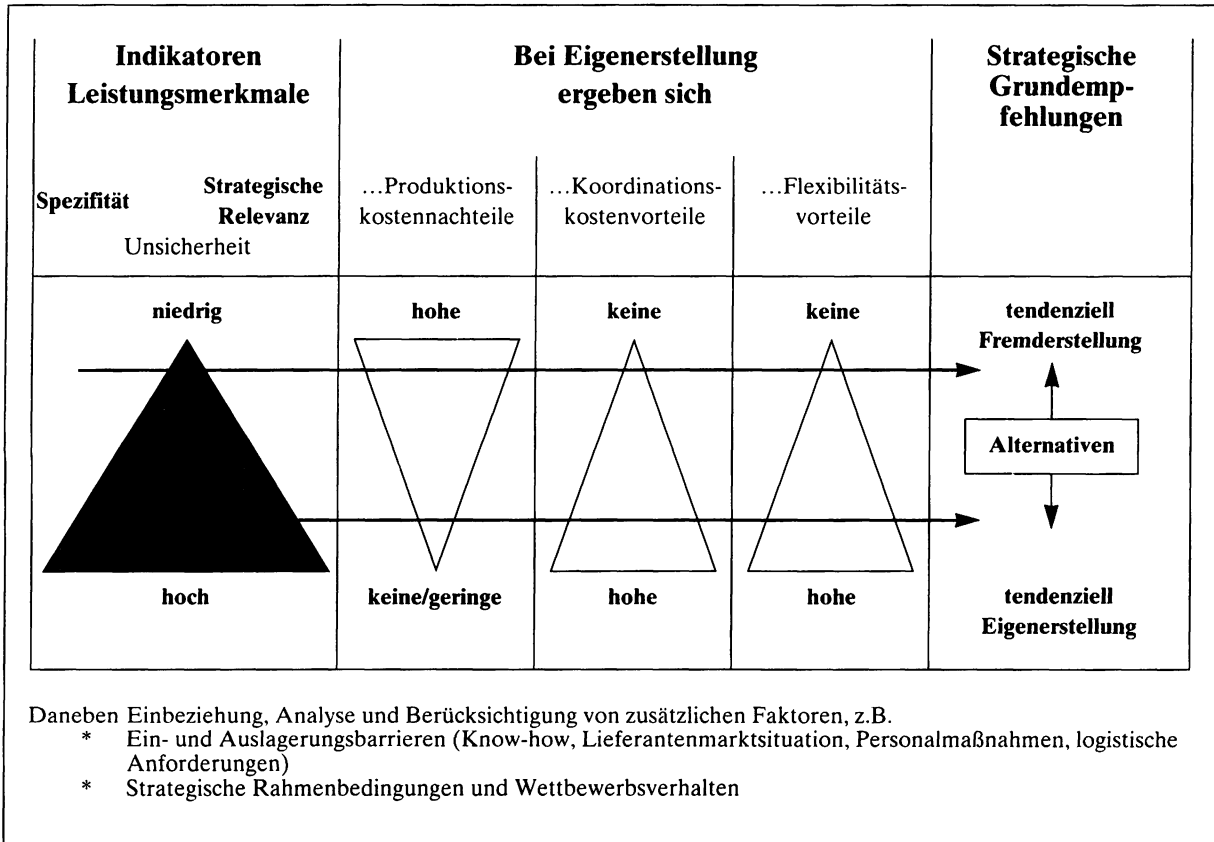 Indikatoren
Leistungsmerkmale
Bei Eigenerstellung
ergeben sich
Strategische
Grundemp-
fehlungen
Spezifität
Strategische
Relevanz
Unsicherheit
...Produktions-
kostennachteile
...Koordinations-
kostenvorteile
...Flexibilitäts-
vorteile
niedrig
hohe
keine
keine
tendenziell
Fremderstellung
Alternativen
hoch
keine/geringe
hohe
hohe
tendenziell
Eigenerstellung
Daneben Einbeziehung, Analyse und Berücksichtigung von zusätzlichen Faktoren, z.B.
* Ein- und Auslagerungsbarrieren (Know-how, Lieferantenmarktsituation, Personalmaßnahmen, logistische
Anforderungen)
* Strategische Rahmenbedingungen und Wettbewerbsverhalten